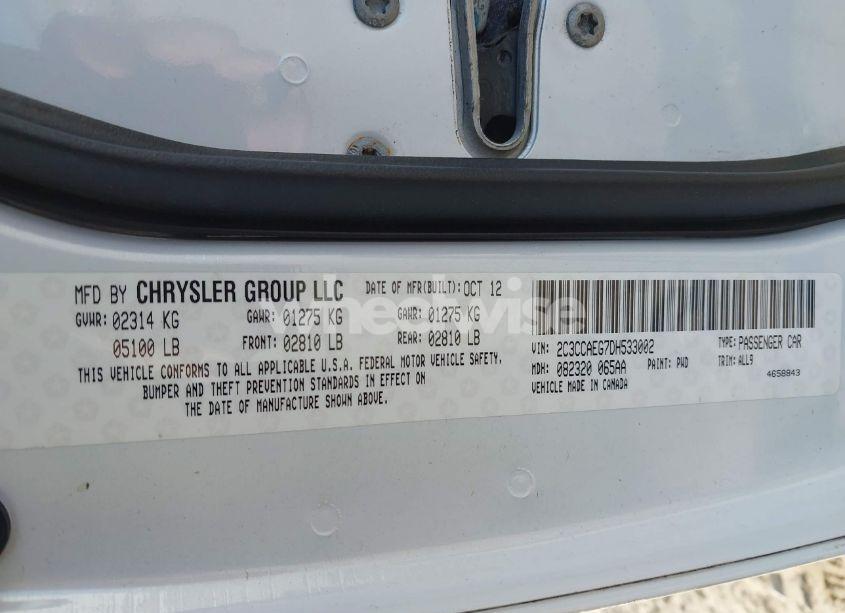 MFD BY CHRYSLER GROUP LLC DATE OF MFR(BUILT): OCT 12
GVWR: 02314 KG GAWR: 01275 KG GAWR: 01275 KG
05100 LB FRONT: 02810 LB REAR: 02810 LB
THIS VEHICLE CONFORMS TO ALL APPLICABLE U.S.A. FEDERAL MOTOR VEHICLE SAFETY,
BUMPER AND THEFT PREVENTION STANDARDS IN EFFECT ON
THE DATE OF MANUFACTURE SHOWN ABOVE.
VIN: 2C3CCAEG7DH533002 TYPE: PASSENGER CAR
MDH: 082320 065AA PAINT: PWD TRIM: ALL9
VEHICLE MADE IN CANADA 4658843
wheelwise